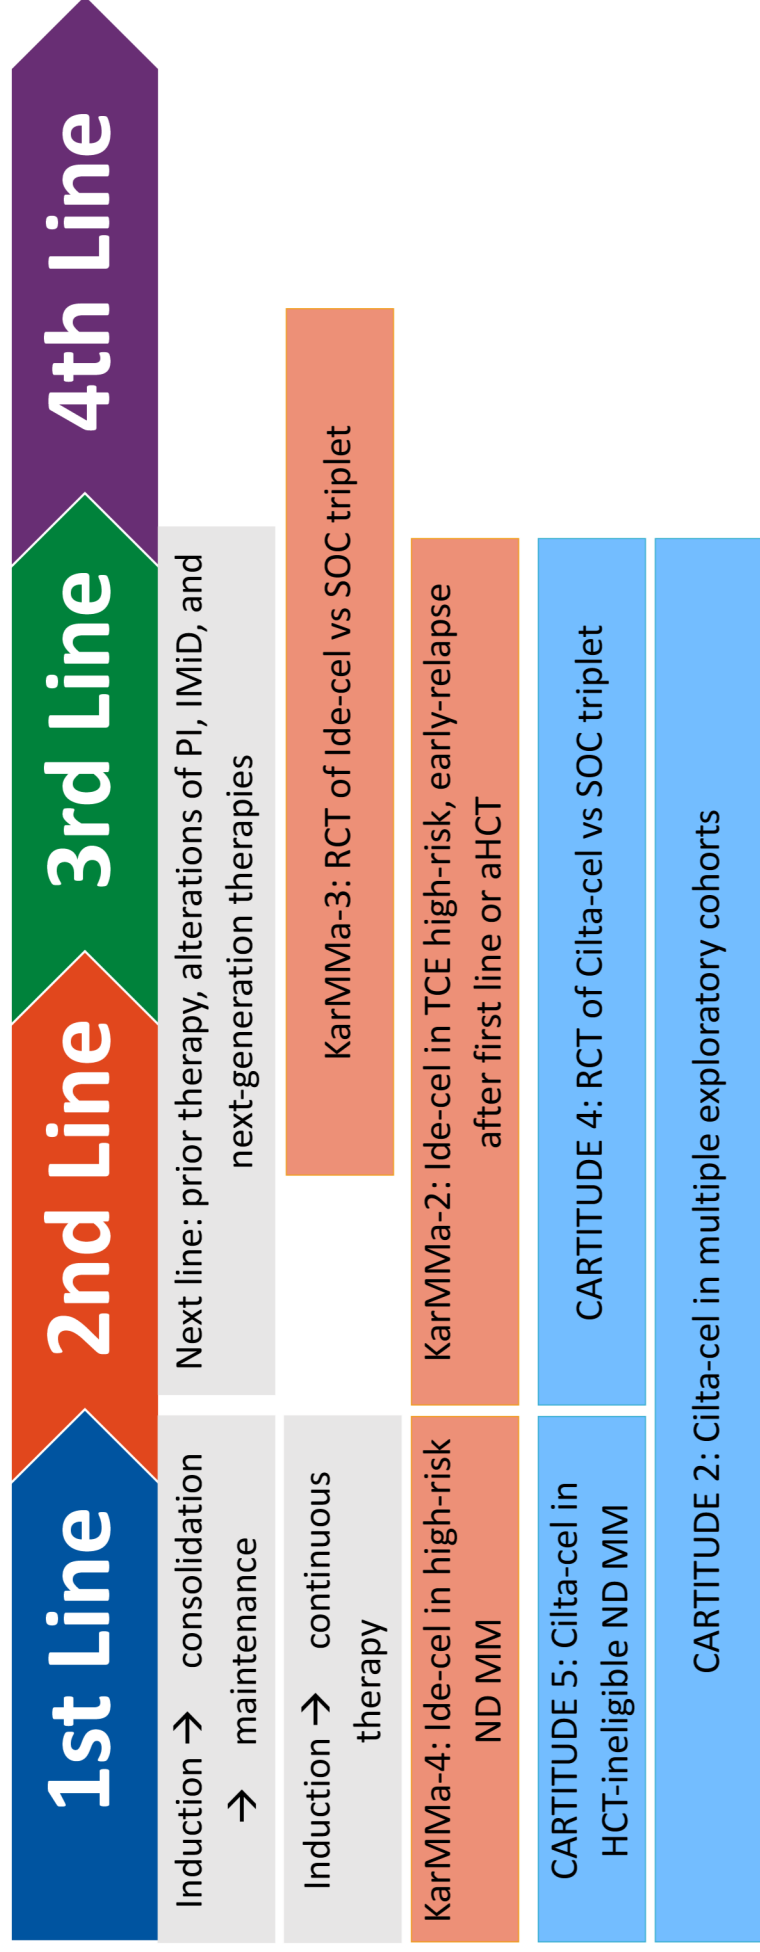 1st Line
2nd Line
3rd Line
4th Line
Induction → consolidation
→ maintenance
Next line: prior therapy, alterations of PI, IMiD, and
next-generation therapies
Induction → continuous
therapy
KarMMa-3: RCT of Ide-cel vs SOC triplet
KarMMa-4: Ide-cel in high-risk
ND MM
KarMMa-2: Ide-cel in TCE high-risk, early-relapse
after first line or aHCT
CARTITUDE 5: Cilta-cel in
HCT-ineligible ND MM
CARTITUDE 4: RCT of Cilta-cel vs SOC triplet
CARTITUDE 2: Cilta-cel in multiple exploratory cohorts